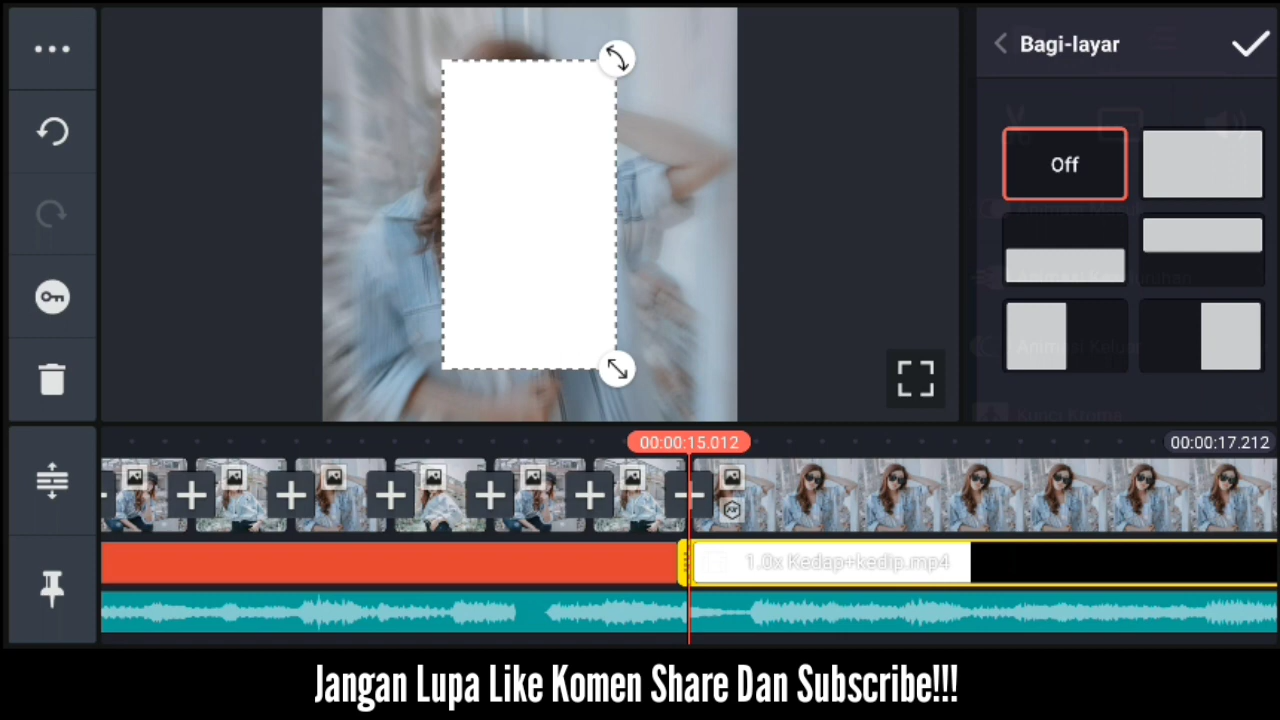 Bagi-layar
Off
00:00:15.012
00:00:17.212
1.0x Kedap+kedip.mp4
Jangan Lupa Like Komen Share Dan Subscribe!!!